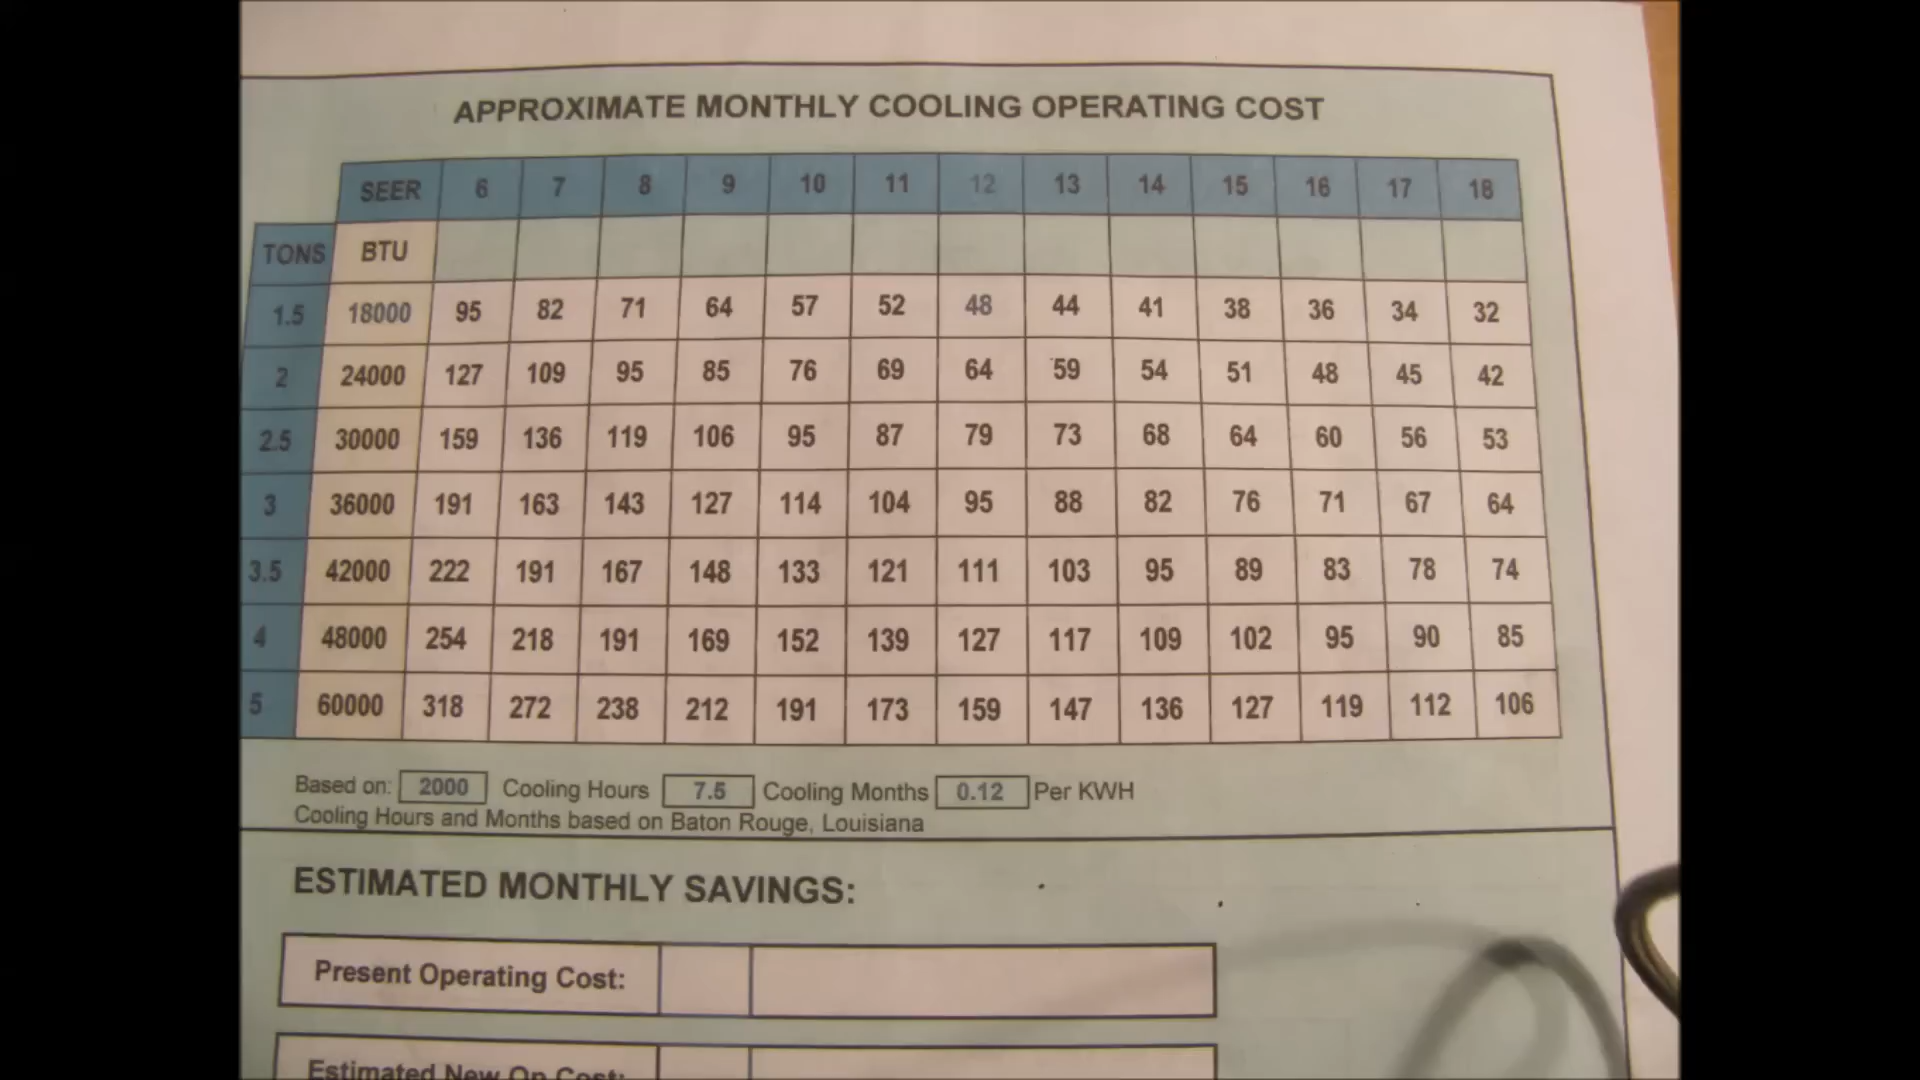 APPROXIMATE MONTHLY COOLING OPERATING COST
SEER 6 7 8 9 10 11 12 13 14 15 16 17 18
TONS BTU
1.5 18000 95 82 71 64 57 52 48 44 41 38 36 34 32
2 24000 127 109 95 85 76 69 64 59 54 51 48 45 42
2.5 30000 159 136 119 106 95 87 79 73 68 64 60 56 53
3 36000 191 163 143 127 114 104 95 88 82 76 71 67 64
3.5 42000 222 191 167 148 133 121 111 103 95 89 83 78 74
4 48000 254 218 191 169 152 139 127 117 109 102 95 90 85
5 60000 318 272 238 212 191 173 159 147 136 127 119 112 106
Based on: 2000 Cooling Hours 7.5 Cooling Months 0.12 Per KWH
Cooling Hours and Months based on Baton Rouge, Louisiana
ESTIMATED MONTHLY SAVINGS:
Present Operating Cost:
Estimated New Op Cost: